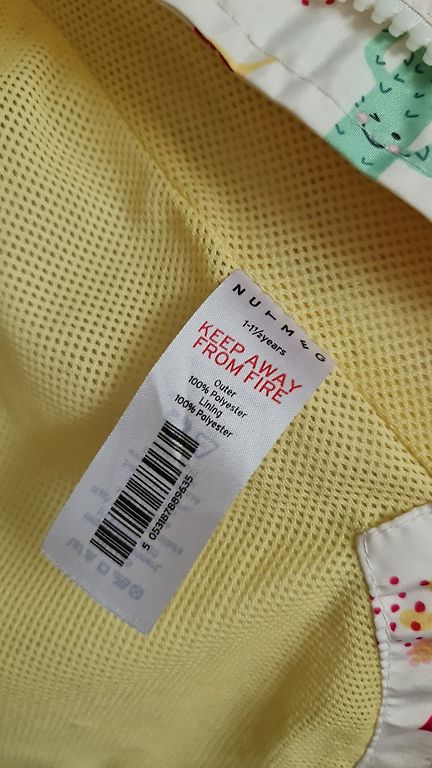 NUTMEG
1-1½years
KEEP AWAY
FROM FIRE
Outer
100% Polyester
Lining
100% Polyester
5 053187889635